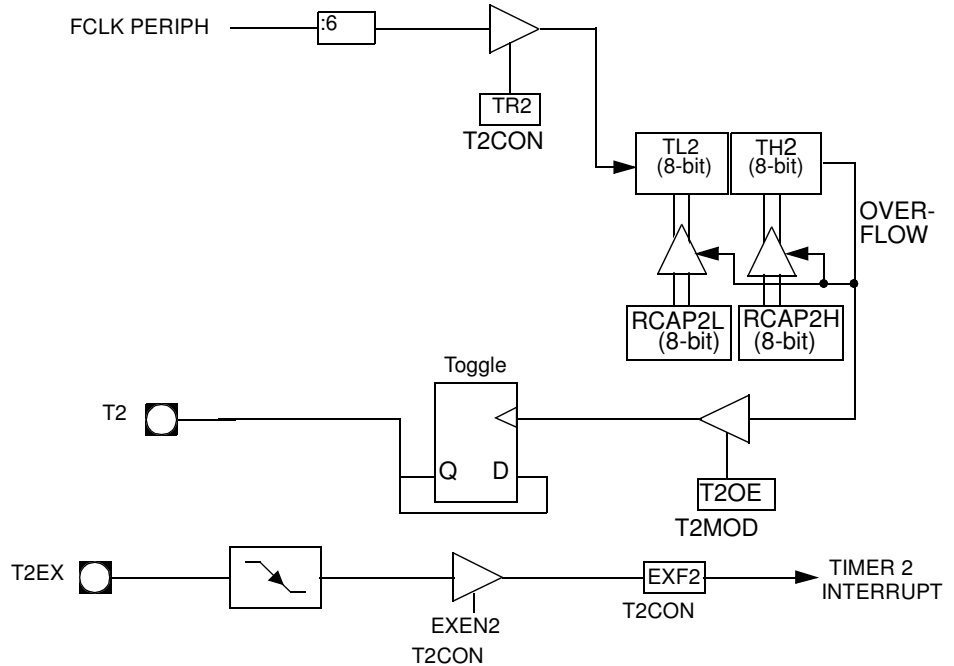 FCLK PERIPH
:6
TR2
T2CON
TL2
(8-bit)
TH2
(8-bit)
OVER-
FLOW
RCAP2L
(8-bit)
RCAP2H
(8-bit)
Toggle
T2
Q
D
T2OE
T2MOD
T2EX
EXEN2
T2CON
EXF2
T2CON
TIMER 2
INTERRUPT